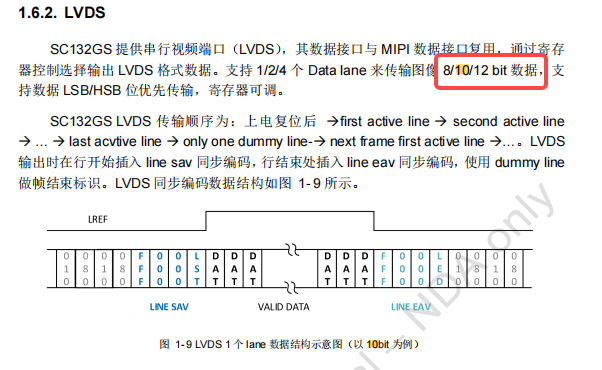 1.6.2. LVDS
SC132GS 提供串行视频端口（LVDS），其数据接口与 MIPI 数据接口复用，通过寄存
器控制选择输出 LVDS 格式数据。支持 1/2/4 个 Data lane 来传输图像 8/10/12 bit 数据，支
持数据 LSB/HSB 位优先传输，寄存器可调。
SC132GS LVDS 传输顺序为：上电复位后 →first active line → second active line
→ … → last acvtive line → only one dummy line-→ next frame first active line →…。LVDS
输出时在行开始插入 line sav 同步编码，行结束处插入 line eav 同步编码，使用 dummy line
做帧结束标识。LVDS 同步编码数据结构如图 1-9 所示。
LREF
0 0 0 0 F 0 0 L D D D D D D F 0 0 L 0 0 0 0
1 8 1 8 F 0 0 S A A A A A A F 0 0 E 1 8 1 8
0 0 0 0 F 0 0 T T T T T T T F 0 0 D 0 0 0 0
LINE SAV VALID DATA LINE EAV
图 1-9 LVDS 1 个 lane 数据结构示意图（以 10bit 为例）
NDA only